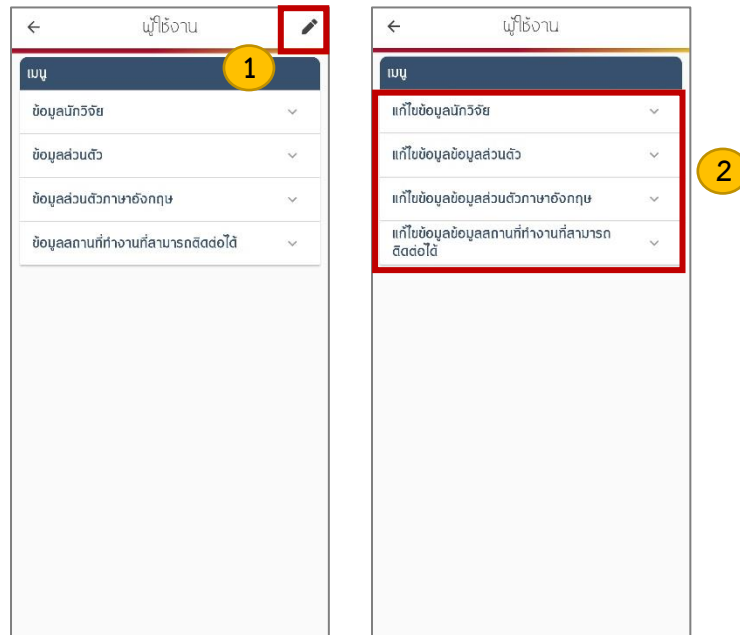 ผู้ใช้งาน
1
เมนู
ข้อมูลนักวิจัย
ข้อมูลส่วนตัว
ข้อมูลส่วนตัวภาษาอังกฤษ
ข้อมูลสถานที่ทำงานที่สามารถติดต่อได้
ผู้ใช้งาน
เมนู
แก้ไขข้อมูลนักวิจัย
แก้ไขข้อมูลข้อมูลส่วนตัว
แก้ไขข้อมูลข้อมูลส่วนตัวภาษาอังกฤษ
แก้ไขข้อมูลข้อมูลสถานที่ทำงานที่สามารถ
ติดต่อได้
2